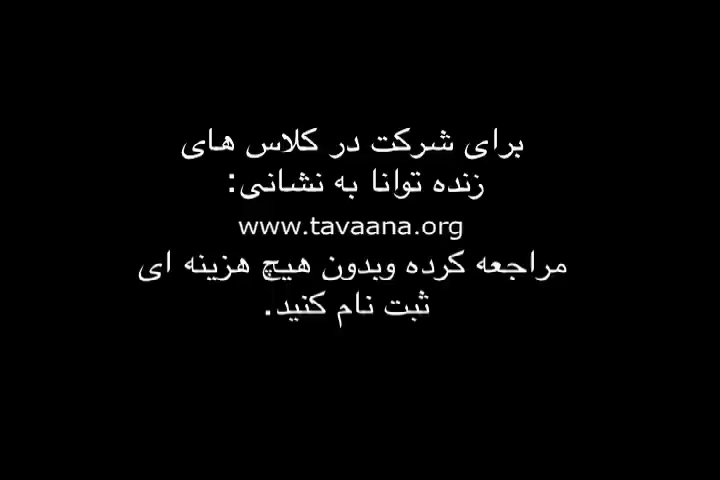 برای شرکت در کلاس های
زنده توانا به نشانی:
www.tavaana.org
مراجعه کرده وبدون هیچ هزینه ای
ثبت نام کنید.